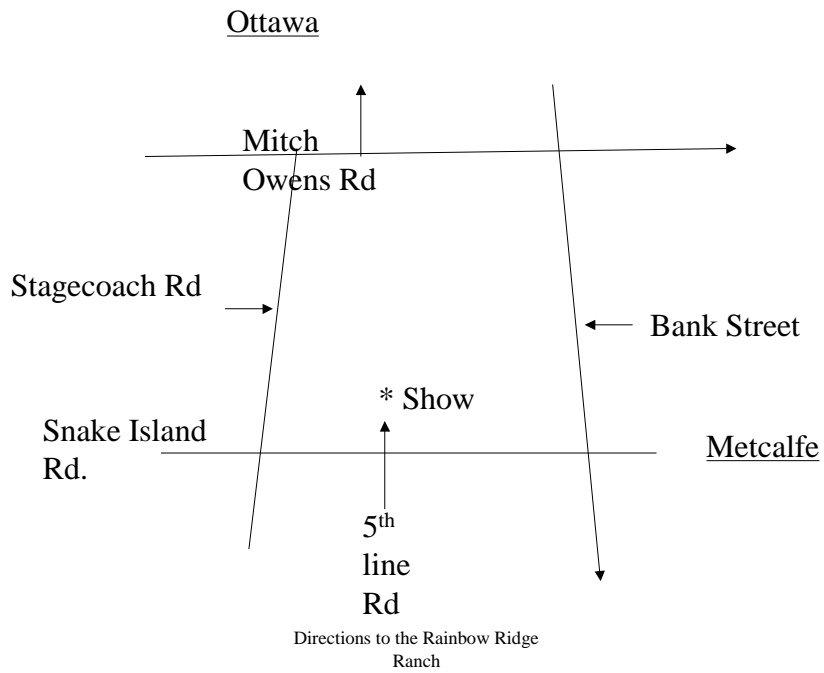 Ottawa
Mitch
Owens Rd
Stagecoach Rd
Bank Street
* Show
Snake Island
Rd.
Metcalfe
5th
line
Rd
Directions to the Rainbow Ridge
Ranch